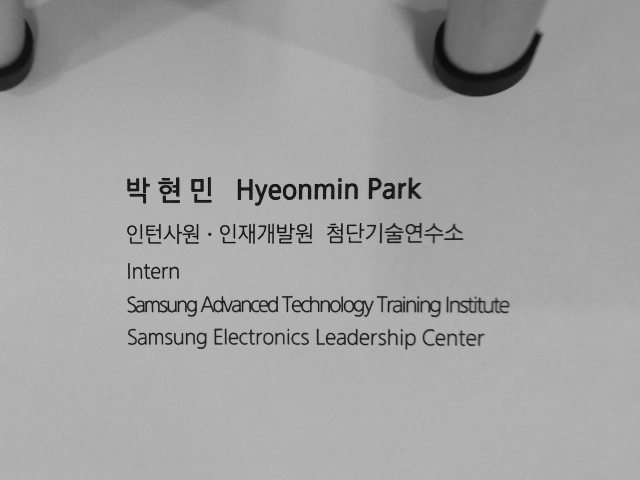 박 현 민 Hyeonmin Park
인턴사원 · 인재개발원 첨단기술연수소
Intern
Samsung Advanced Technology Training Institute
Samsung Electronics Leadership Center